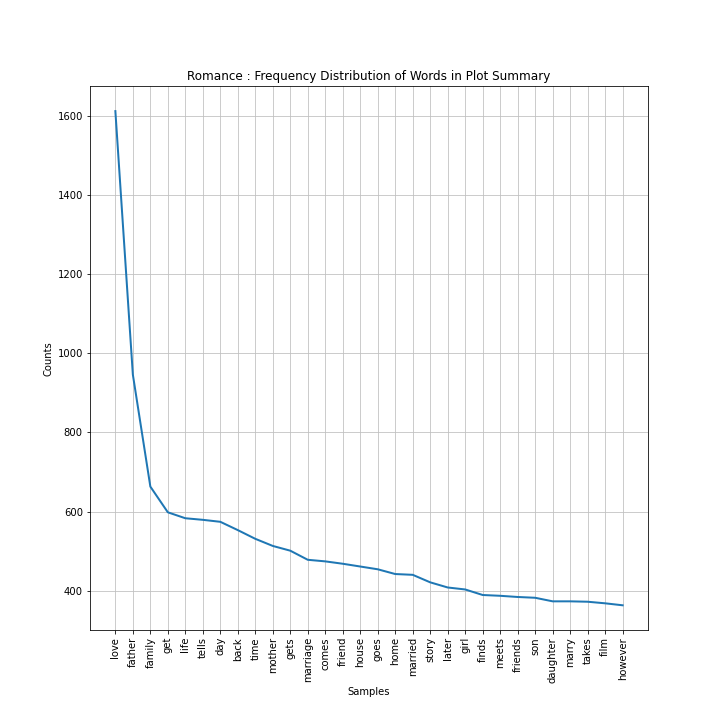 Romance : Frequency Distribution of Words in Plot Summary
1600
1400
1200
1000
800
600
400
Counts
love
father
family
get
life
tells
day
back
time
mother
gets
marriage
comes
friend
house
goes
home
married
story
later
girl
finds
meets
friends
son
daughter
marry
takes
film
however
Samples